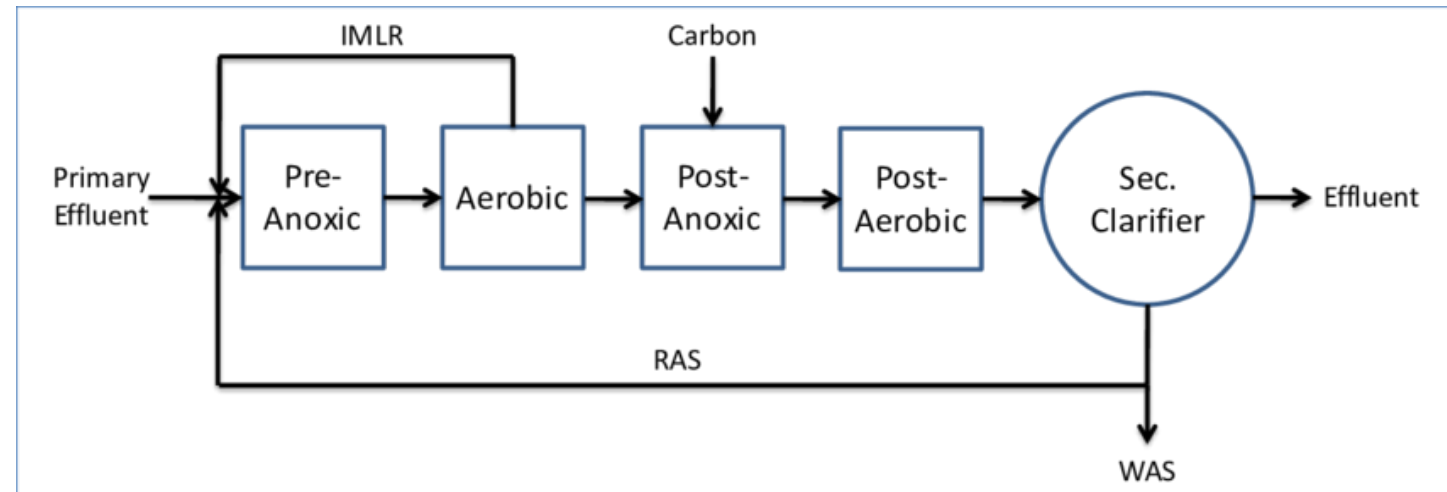 IMLR
Carbon
Primary
Effluent
Pre-
Anoxic
Aerobic
Post-
Anoxic
Post-
Aerobic
Sec.
Clarifier
Effluent
RAS
WAS